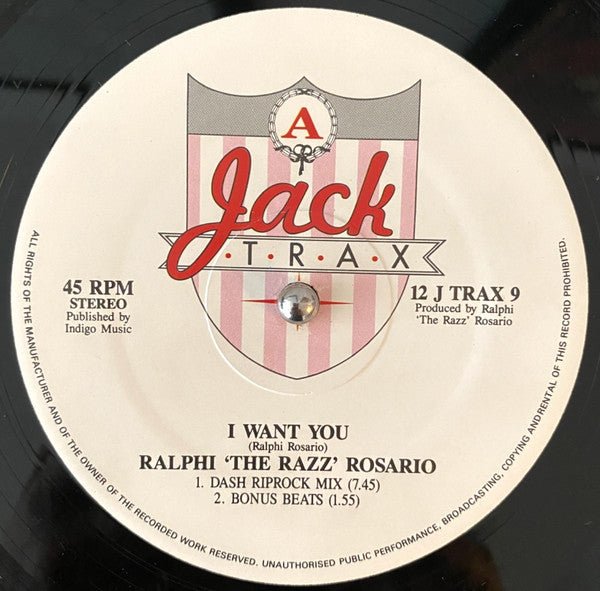 A
Jack
·T·R·A·X
45 RPM
STEREO
Published by
Indigo Music
12 J TRAX 9
Produced by Ralphi
'The Razz' Rosario
I WANT YOU
(Ralphi Rosario)
RALPHI 'THE RAZZ' ROSARIO
1. DASH RIPROCK MIX (7.45)
2. BONUS BEATS (1.55)
ALL RIGHTS OF THE MANUFACTURER AND OF THE OWNER OF THE RECORDED WORK RESERVED. UNAUTHORISED PUBLIC PERFORMANCE, BROADCASTING, COPYING AND RENTAL OF THIS RECORD PROHIBITED.